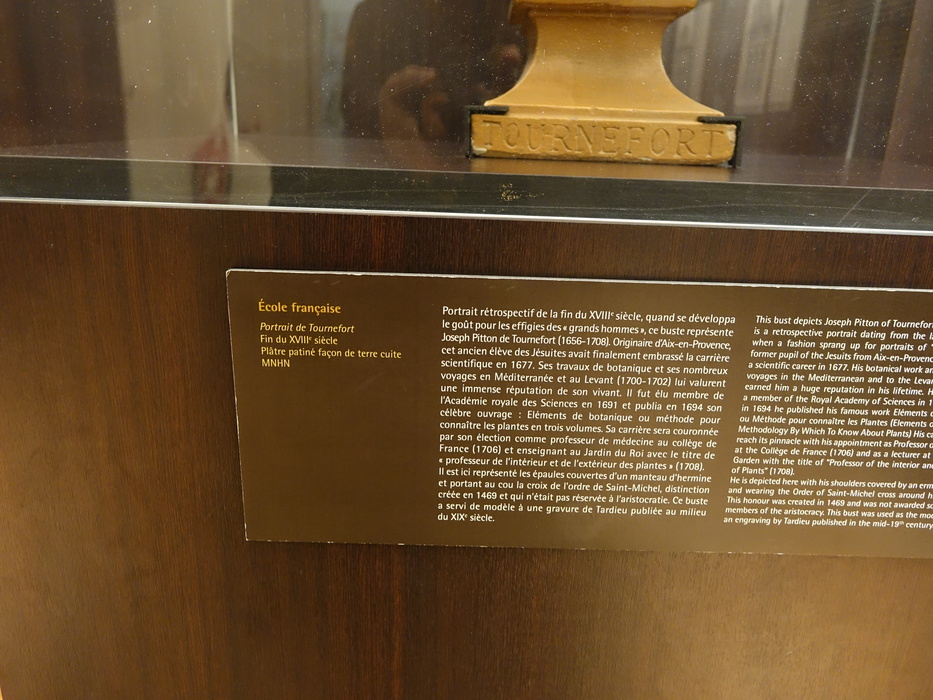 TOURNEFORT
École française
Portrait de Tournefort
Fin du XVIIIe siècle
Plâtre patiné façon de terre cuite
MNHN
Portrait rétrospectif de la fin du XVIIIe siècle, quand se développa
le goût pour les effigies des « grands hommes », ce buste représente
Joseph Pitton de Tournefort (1656-1708). Originaire d'Aix-en-Provence,
cet ancien élève des Jésuites avait finalement embrassé la carrière
scientifique en 1677. Ses travaux de botanique et ses nombreux
voyages en Méditerranée et au Levant (1700-1702) lui valurent
une immense réputation de son vivant. Il fut élu membre de
l'Académie royale des Sciences en 1691 et publia en 1694 son
célèbre ouvrage : Eléments de botanique ou méthode pour
connaître les plantes en trois volumes. Sa carrière sera couronnée
par son élection comme professeur de médecine au collège de
France (1706) et enseignant au Jardin du Roi avec le titre de
« professeur de l'intérieur et de l'extérieur des plantes » (1708).
Il est ici représenté les épaules couvertes d'un manteau d'hermine
et portant au cou la croix de l'ordre de Saint-Michel, distinction
créée en 1469 et qui n'était pas réservée à l'aristocratie. Ce buste
a servi de modèle à une gravure de Tardieu publiée au milieu
du XIXe siècle.
This bust depicts Joseph Pitton of Tournefort
is a retrospective portrait dating from the
when a fashion sprang up for portraits of
former pupil of the Jesuits from Aix-en-Provence
a scientific career in 1677. His botanical work
voyages in the Mediterranean and to the
earned him a huge reputation in his lifetime.
a member of the Royal Academy of Sciences in
in 1694 he published his famous work Eléments
ou Méthode pour connaître les Plantes (Elements
Methodology By Which To Know About Plants) His
reach its pinnacle with his appointment as Professor
at the Collège de France (1706) and as a lecturer at
Garden with the title of "Professor of the interior and
of Plants" (1708).
He is depicted here with his shoulders covered by an
and wearing the Order of Saint-Michel cross around
This honour was created in 1469 and was not awarded
members of the aristocracy. This bust was used as the
an engraving by Tardieu published in the mid-19th century